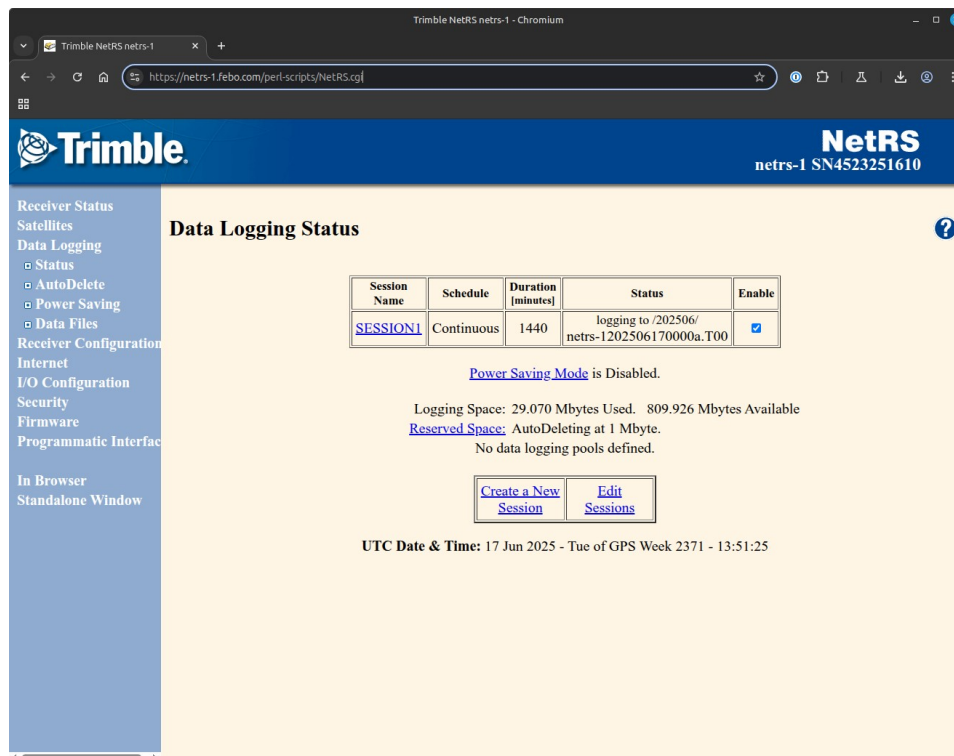 Trimble NetRS netrs-1 - Chromium
Trimble NetRS netrs-1
https://netrs-1.febo.com/perl-scripts/NetRS.cgi
Trimble.
NetRS
netrs-1 SN4523251610
Receiver Status
Satellites
Data Logging
Status
AutoDelete
Power Saving
Data Files
Receiver Configuration
Internet
I/O Configuration
Security
Firmware
Programmatic Interfac
In Browser
Standalone Window
Data Logging Status
?
Session Name Schedule Duration [minutes] Status Enable
SESSION1 Continuous 1440 logging to /202506/ netrs-1202506170000a.T00
Power Saving Mode is Disabled.
Logging Space: 29.070 Mbytes Used. 809.926 Mbytes Available
Reserved Space: AutoDeleting at 1 Mbyte.
No data logging pools defined.
Create a New Session Edit Sessions
UTC Date & Time: 17 Jun 2025 - Tue of GPS Week 2371 - 13:51:25